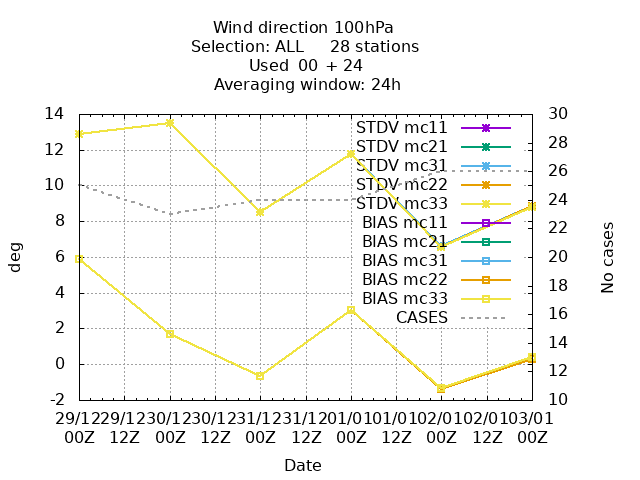 Wind direction 100hPa
Selection: ALL 28 stations
Used 00 + 24
Averaging window: 24h
14 30
12 28
10 26
8 24
6 22
4 20
2 18
0 16
-2 14
12
10
deg
No cases
STDV mc11
STDV mc21
STDV mc31
STDV mc22
STDV mc33
BIAS mc11
BIAS mc21
BIAS mc31
BIAS mc22
BIAS mc33
CASES
29/12 29/12 30/12 30/12 31/12 31/12 01/01 01/01 02/01 02/01 03/01
00Z 12Z 00Z 12Z 00Z 12Z 00Z 12Z 00Z 12Z 00Z
Date